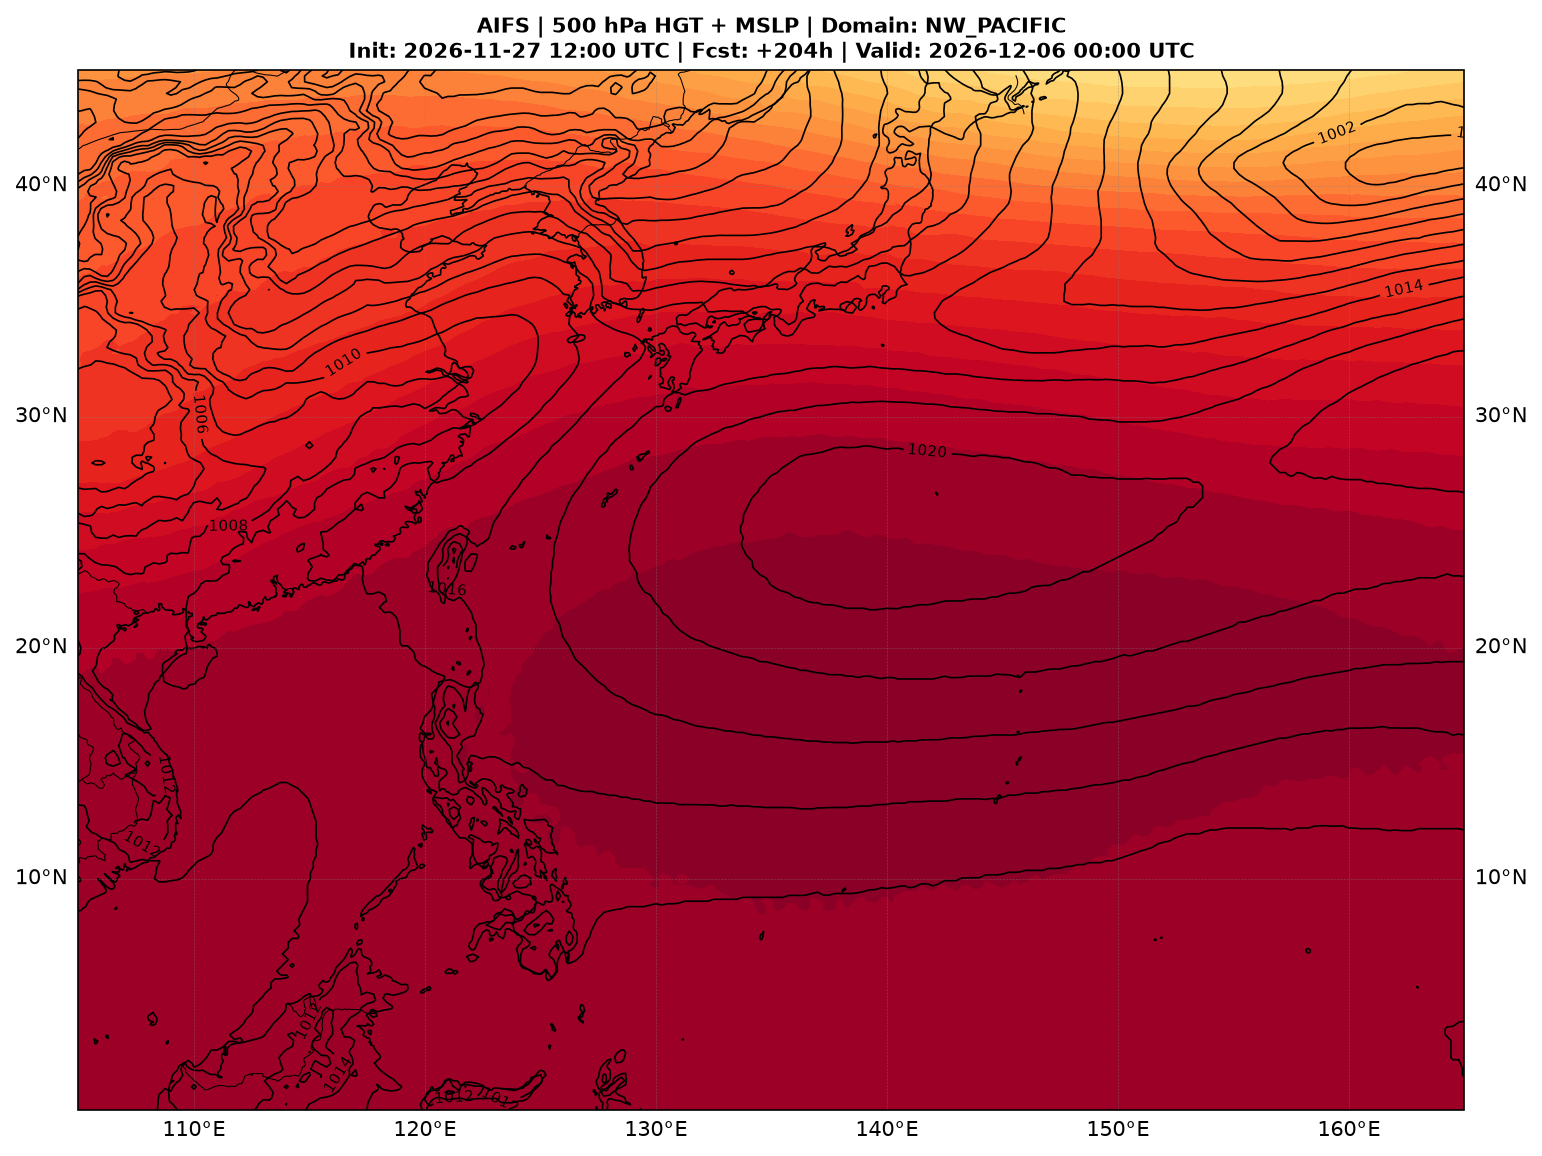 AIFS | 500 hPa HGT + MSLP | Domain: NW_PACIFIC
Init: 2026-11-27 12:00 UTC | Fcst: +204h | Valid: 2026-12-06 00:00 UTC
1002
1
40°N
40°N
1014
1010
1006
30°N
30°N
1020
1008
1016
20°N
20°N
1012
1012
10°N
10°N
1012
1014
1012
110°E
120°E
130°E
140°E
150°E
160°E